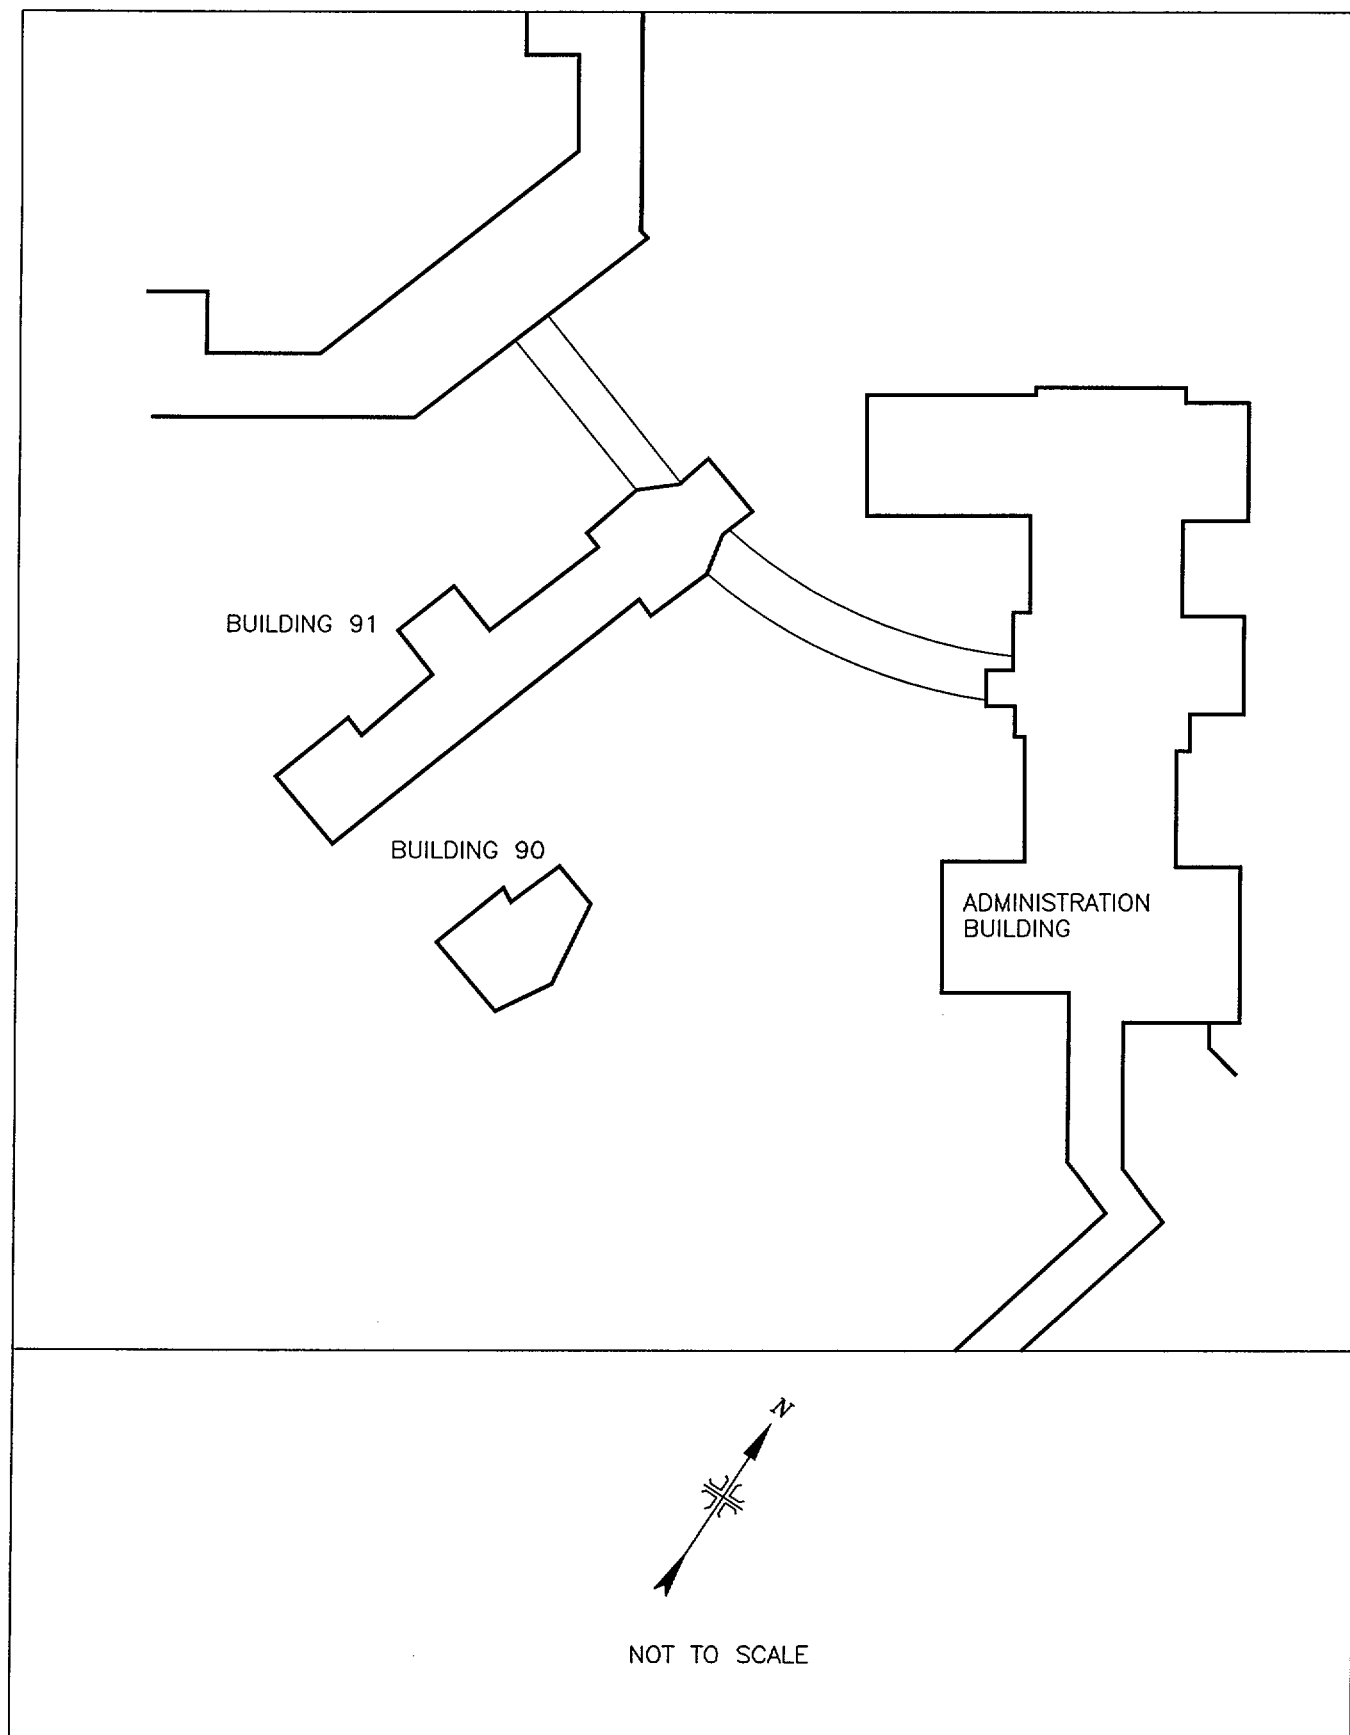 BUILDING 91
BUILDING 90
ADMINISTRATION
BUILDING
N
NOT TO SCALE